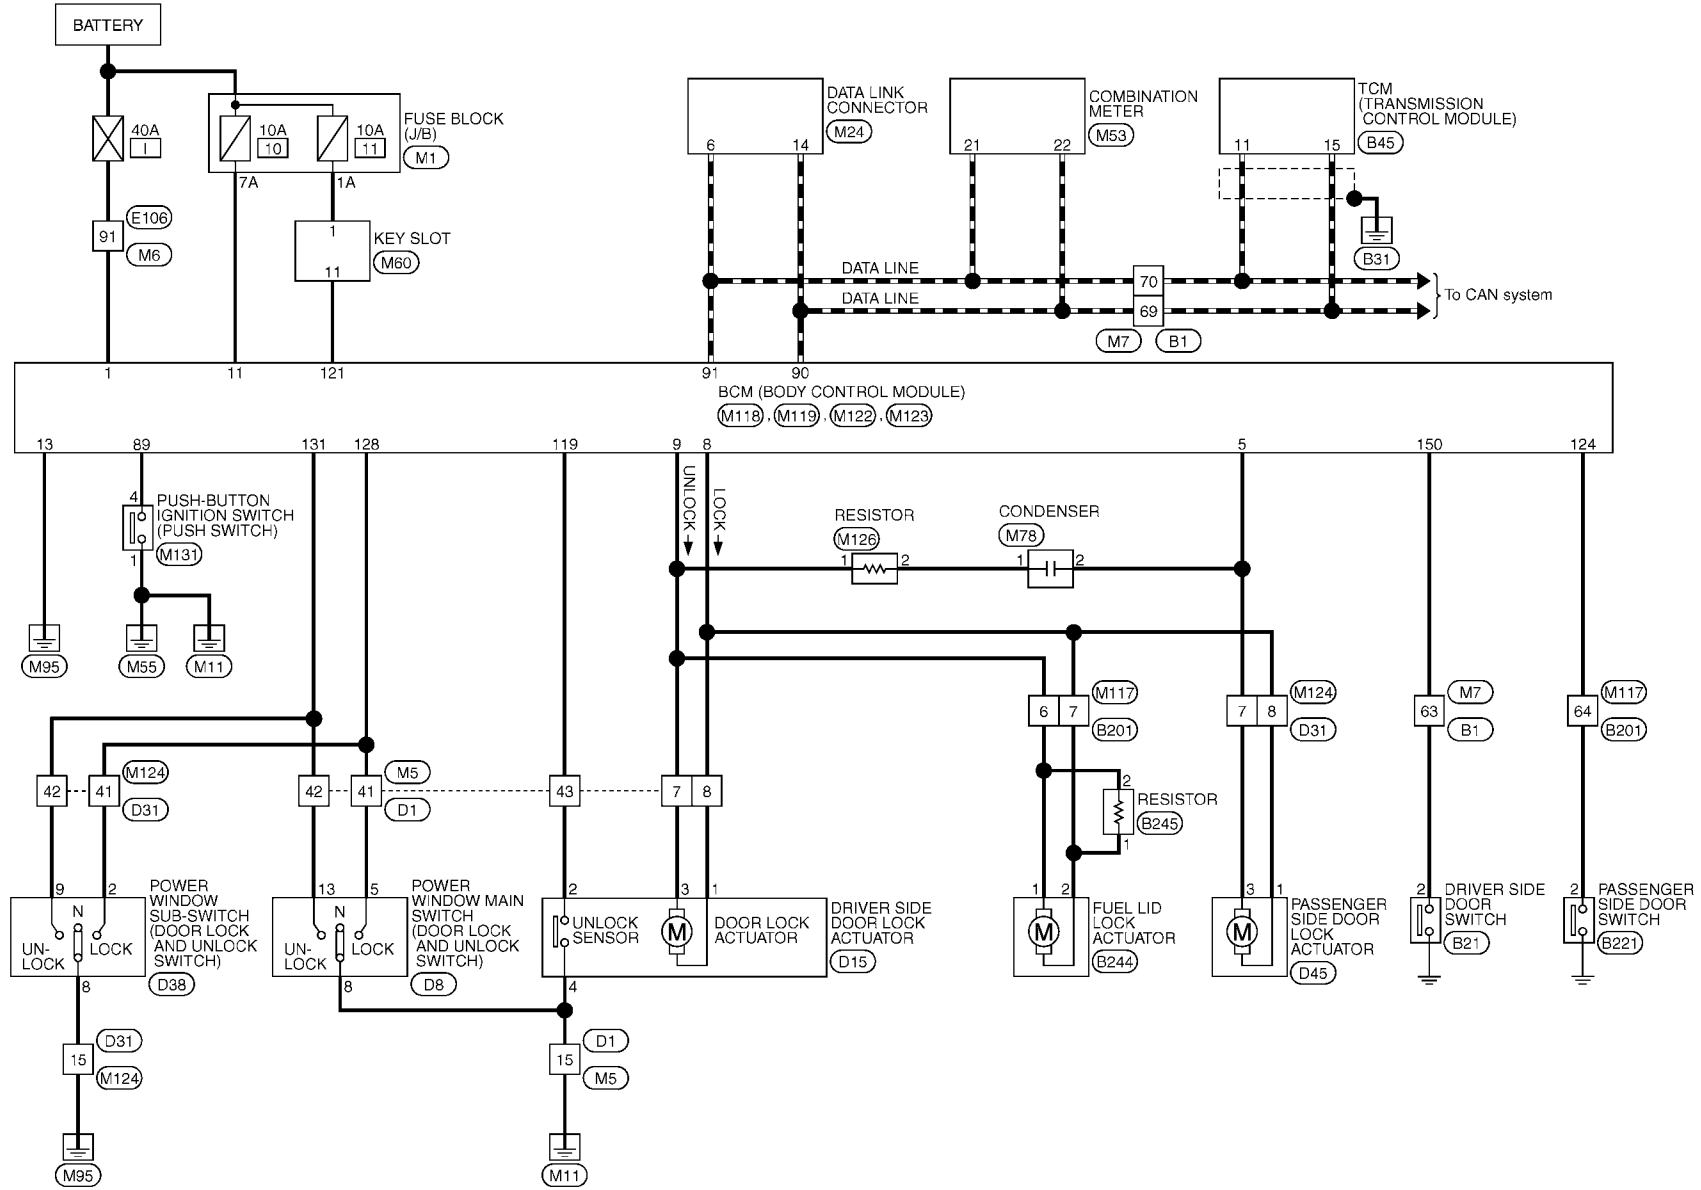 BATTERY
40A
I
10A
10
10A
11
FUSE BLOCK
(J/B)
M1
7A
1A
E106
91
M6
1
KEY SLOT
M60
11
DATA LINK
CONNECTOR
M24
6
14
COMBINATION
METER
M53
21
22
TCM
(TRANSMISSION
CONTROL MODULE)
B45
11
15
B31
DATA LINE
70
DATA LINE
69
To CAN system
M7
B1
1
11
121
91
90
BCM (BODY CONTROL MODULE)
M118 , M119 , M122 , M123
13
89
131
128
119
9
8
5
150
124
UNLOCK
LOCK
4
PUSH-BUTTON
IGNITION SWITCH
(PUSH SWITCH)
M131
1
RESISTOR
M126
1
2
CONDENSER
M78
1
2
M95
M55
M11
M117
6
7
B201
M124
7
8
D31
M7
63
B1
M117
64
B201
42
41
M124
D31
42
41
M5
D1
43
7
8
2
RESISTOR
B245
1
9
2
POWER
WINDOW
SUB-SWITCH
(DOOR LOCK
AND UNLOCK
SWITCH)
D38
N
UN-
LOCK
LOCK
8
13
5
POWER
WINDOW MAIN
SWITCH
(DOOR LOCK
AND UNLOCK
SWITCH)
D8
N
UN-
LOCK
LOCK
8
2
3
1
UNLOCK
SENSOR
M
DOOR LOCK
ACTUATOR
DRIVER SIDE
DOOR LOCK
ACTUATOR
D15
4
1
2
M
FUEL LID
LOCK
ACTUATOR
B244
3
1
M
PASSENGER
SIDE DOOR
LOCK
ACTUATOR
D45
2
DRIVER SIDE
DOOR
SWITCH
B21
2
PASSENGER
SIDE DOOR
SWITCH
B221
D31
15
M124
D1
15
M5
M95
M11